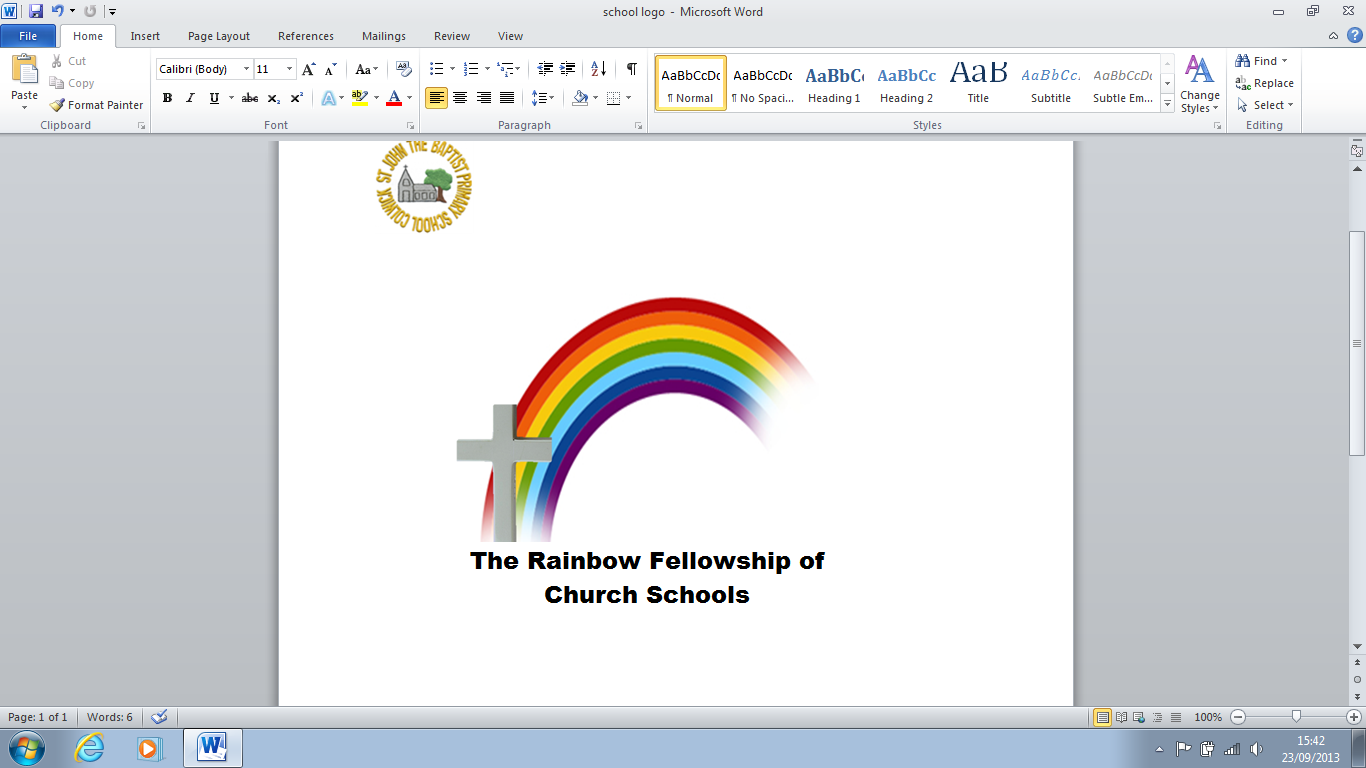 school logo - Microsoft Word
File Home Insert Page Layout References Mailings Review View
Paste
Cut
Copy
Format Painter
Clipboard
Calibri (Body) 11
Font
Paragraph
AaBbCcDc AaBbCcDc AaBbCc AaBbCc AaB AaBbCc. AaBbCcDc
¶ Normal ¶ No Spaci... Heading 1 Heading 2 Title Subtitle Subtle Em...
Change Styles
Styles
Find
Replace
Select
Editing
ST JOHN THE BAPTIST PRIMARY SCHOOL COLWICK
The Rainbow Fellowship of
Church Schools
Page: 1 of 1 Words: 6 100%
15:42
23/09/2013